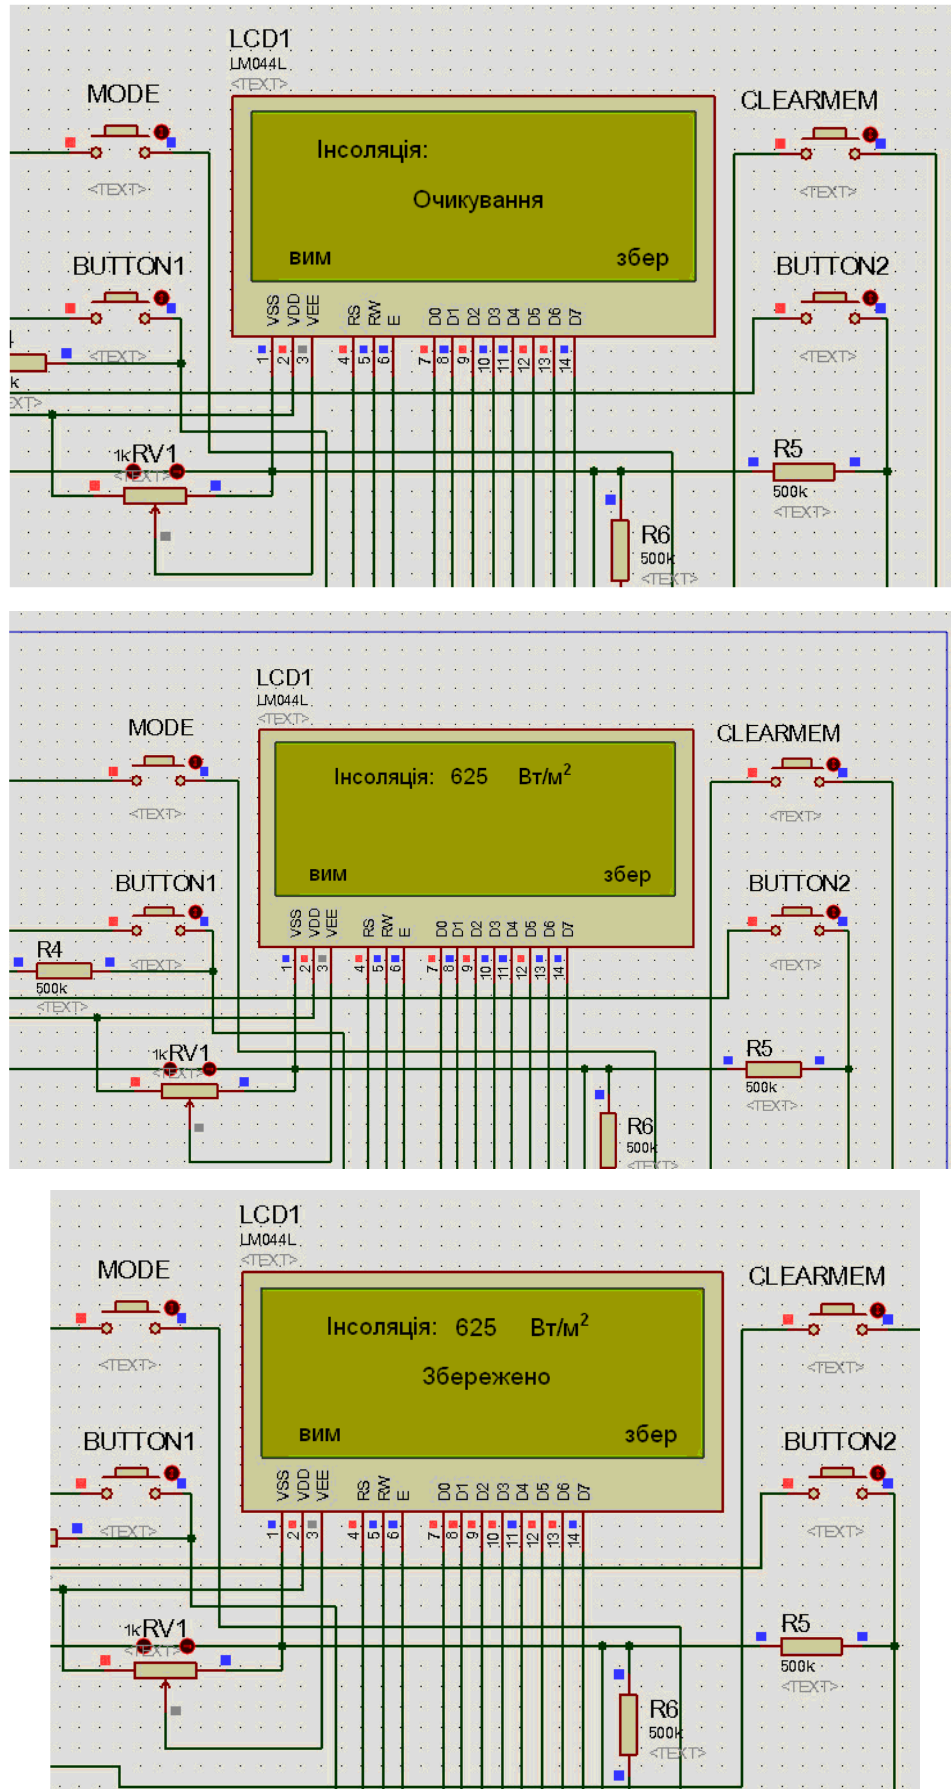 LCD1
LM044L
<TEXT>
MODE
CLEARMEM
Інсоляція:
<TEXT>
<TEXT>
Очикування
BUTTON1
вим
збер
BUTTON2
VSS
VDD
VEE
RS
RW
E
D0
D1
D2
D3
D4
D5
D6
D7
<TEXT>
<TEXT>
1
2
3
4
5
6
7
8
9
10
11
12
13
14
k
1k RV1
<TEXT>
R5
500k
<TEXT>
R6
500k
<TEXT>
LCD1
LM044L
<TEXT>
MODE
CLEARMEM
Інсоляція: 625 Вт/м²
<TEXT>
<TEXT>
BUTTON1
вим
збер
BUTTON2
VSS
VDD
VEE
RS
RW
E
D0
D1
D2
D3
D4
D5
D6
D7
R4
500k
<TEXT>
<TEXT>
<TEXT>
1
2
3
4
5
6
7
8
9
10
11
12
13
14
1k RV1
<TEXT>
R5
500k
<TEXT>
R6
500k
<TEXT>
LCD1
LM044L
<TEXT>
MODE
CLEARMEM
Інсоляція: 625 Вт/м²
<TEXT>
<TEXT>
Збережено
BUTTON1
вим
збер
BUTTON2
VSS
VDD
VEE
RS
RW
E
D0
D1
D2
D3
D4
D5
D6
D7
<TEXT>
<TEXT>
1
2
3
4
5
6
7
8
9
10
11
12
13
14
1k RV1
<TEXT>
R5
500k
<TEXT>
R6
500k
<TEXT>